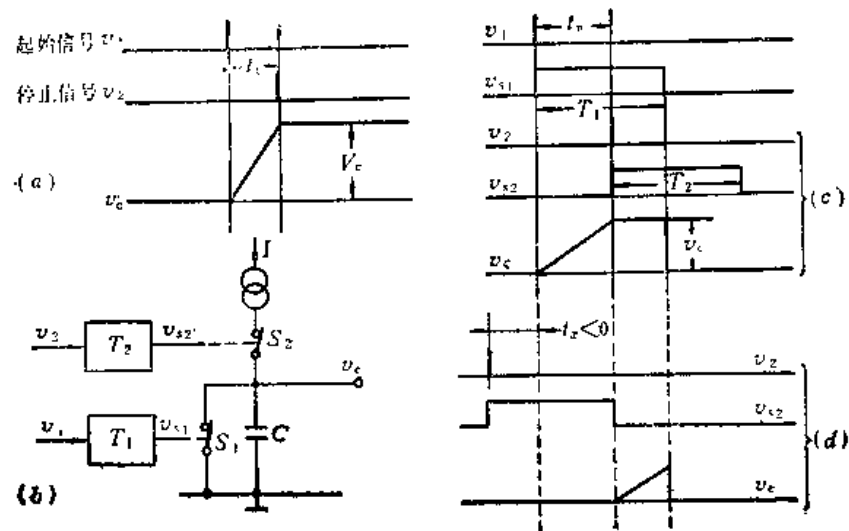 起始信号 v₁
t_x
停止信号 v₂
V_c
(a)
v_c
I
v₂ T₂ v_s2 S₂
v_c
v₁ T₁ v_s1 S₁ C
(b)
v₁
v_s1
T₁
v₂
v_s2 T₂
(c)
v_c
v_c
t_x<0
v₂
v_s2
(d)
v_c